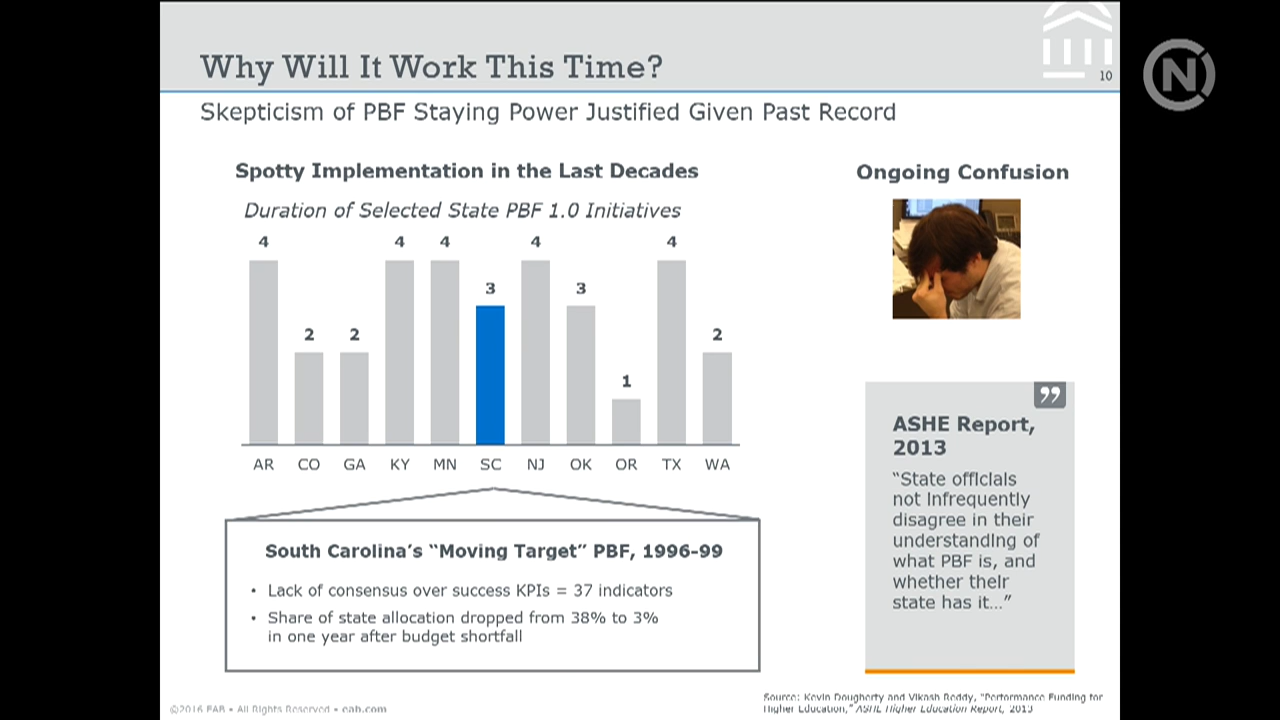 Why Will It Work This Time?
10
N
Skepticism of PBF Staying Power Justified Given Past Record
Spotty Implementation in the Last Decades
Duration of Selected State PBF 1.0 Initiatives
4 2 2 4 4 3 4 3 1 4 2
AR CO GA KY MN SC NJ OK OR TX WA
South Carolina's “Moving Target” PBF, 1996-99
• Lack of consensus over success KPIs = 37 indicators
• Share of state allocation dropped from 38% to 3%
in one year after budget shortfall
Ongoing Confusion
”
ASHE Report,
2013
“State officials
not infrequently
disagree in their
understanding of
what PBF is, and
whether their
state has it…”
Source: Kevin Dougherty and Vikash Reddy, “Performance Funding for
Higher Education,” ASHE Higher Education Report, 2013
©2016 EAB • All Rights Reserved • eab.com